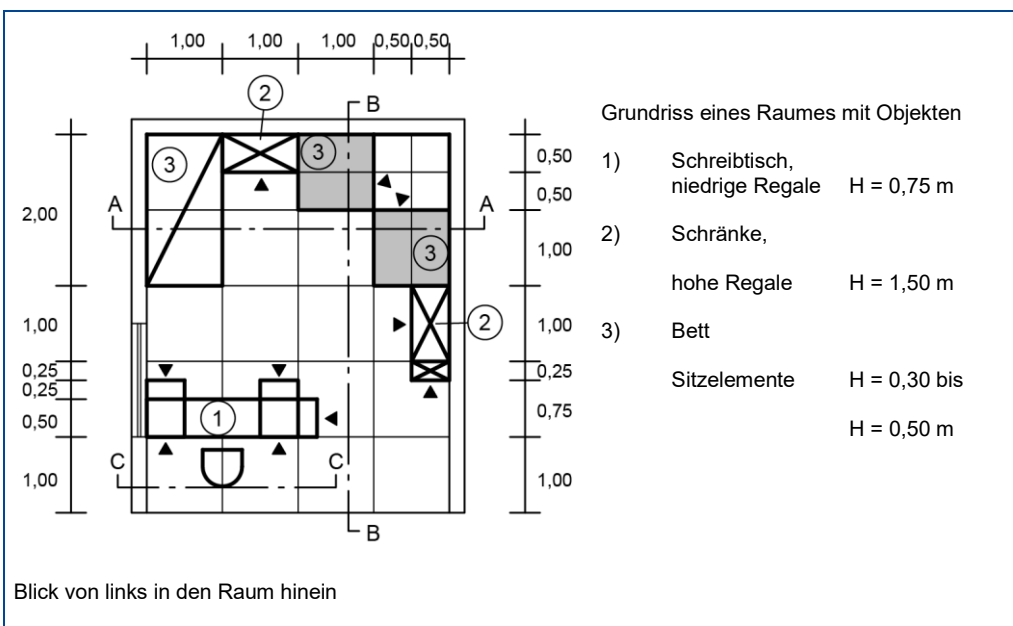 1,00 1,00 1,00 0,50 0,50
2
B
3
3
0,50
0,50
2,00
A
A
1,00
3
1,00
2
1,00
0,25
0,25
0,25
0,50
1
0,75
C
C
1,00
1,00
B
Grundriss eines Raumes mit Objekten
1) Schreibtisch,
niedrige Regale H = 0,75 m
2) Schränke,
hohe Regale H = 1,50 m
3) Bett
Sitzelemente H = 0,30 bis
H = 0,50 m
Blick von links in den Raum hinein